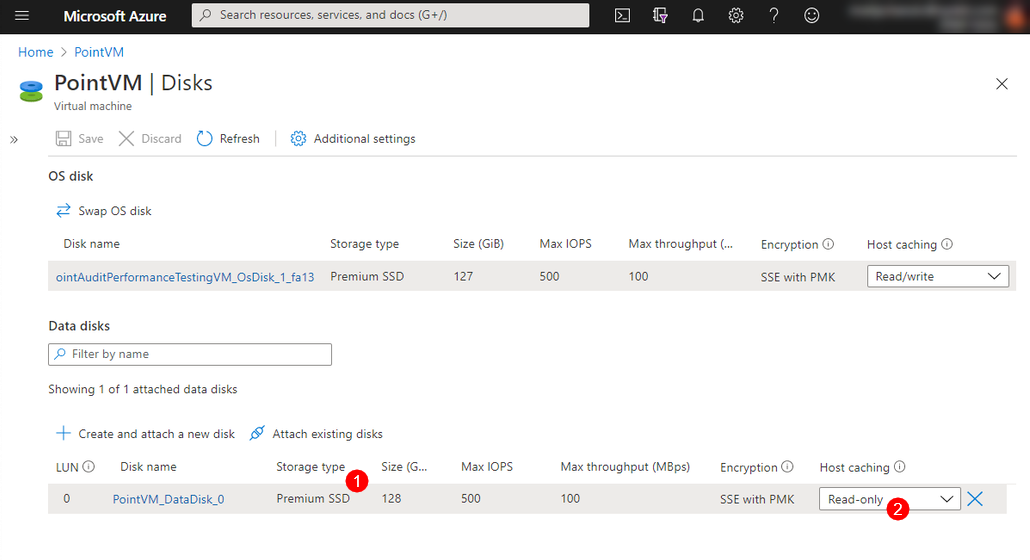 Microsoft Azure Search resources, services, and docs (G+/)
Home > PointVM
PointVM | Disks
Virtual machine
Save Discard Refresh Additional settings
OS disk
Swap OS disk
Disk name Storage type Size (GiB) Max IOPS Max throughput (... Encryption Host caching
ointAuditPerformanceTestingVM_OsDisk_1_fa13 Premium SSD 127 500 100 SSE with PMK Read/write
Data disks
Filter by name
Showing 1 of 1 attached data disks
Create and attach a new disk Attach existing disks
LUN Disk name Storage type Size (G... Max IOPS Max throughput (MBps) Encryption Host caching
1
0 PointVM_DataDisk_0 Premium SSD 128 500 100 SSE with PMK Read-only
2